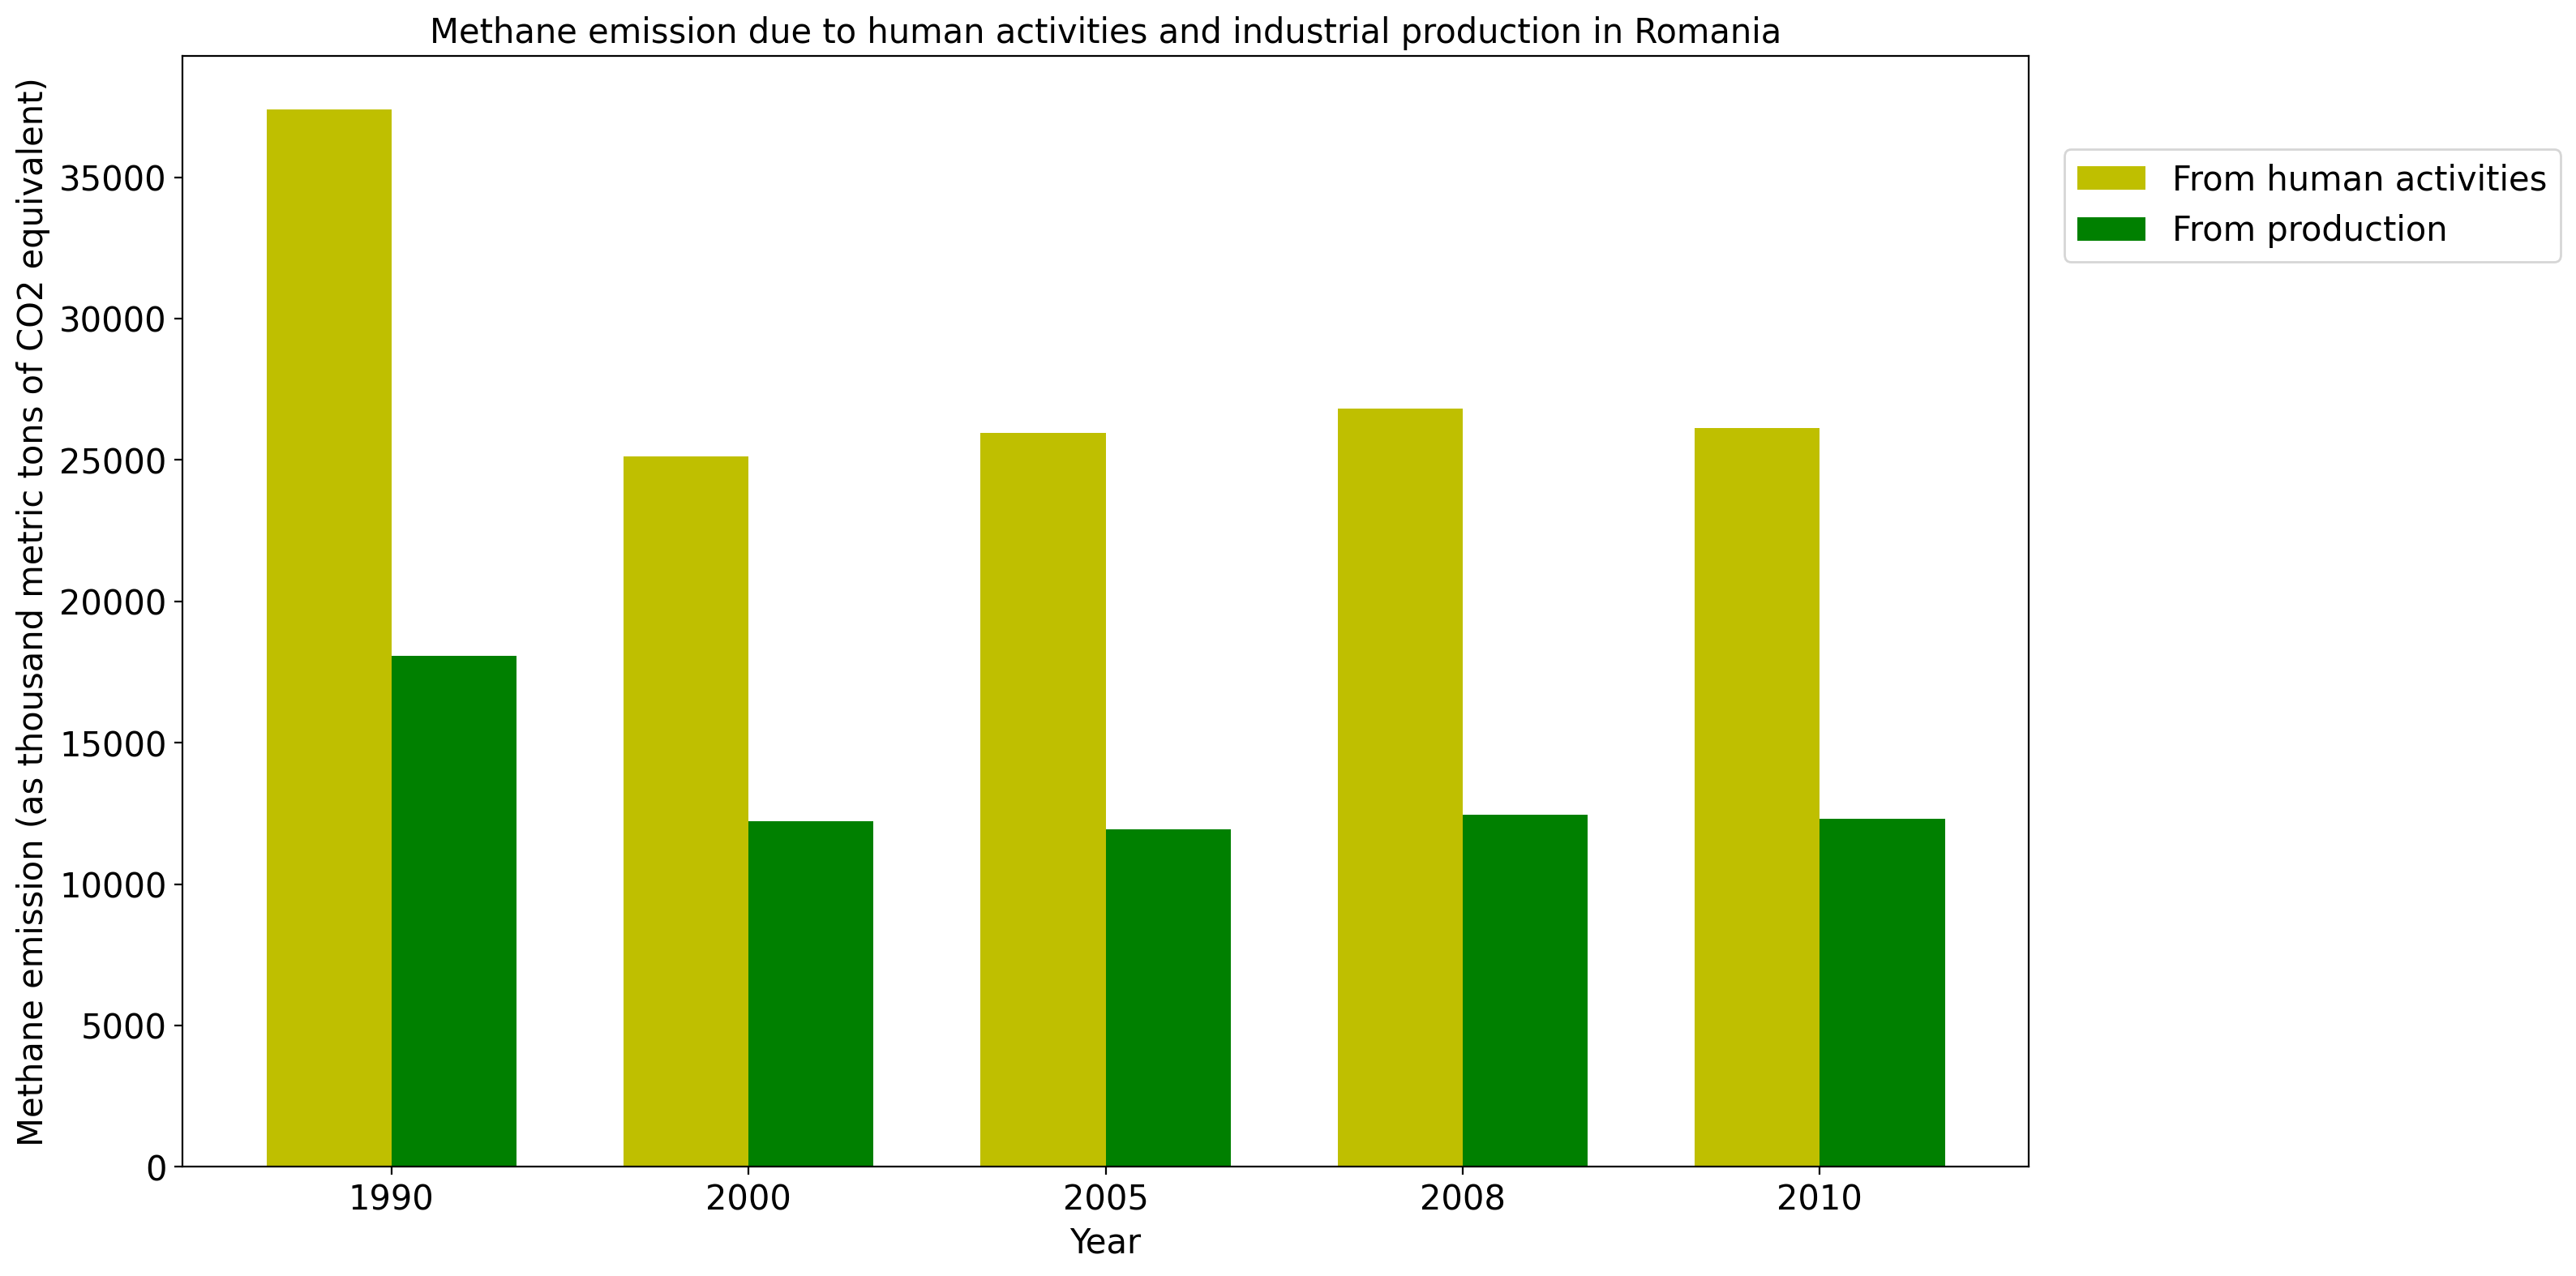 Methane emission due to human activities and industrial production in Romania
Methane emission (as thousand metric tons of CO2 equivalent)
35000
30000
25000
20000
15000
10000
5000
0
1990 2000 2005 2008 2010
Year
From human activities
From production